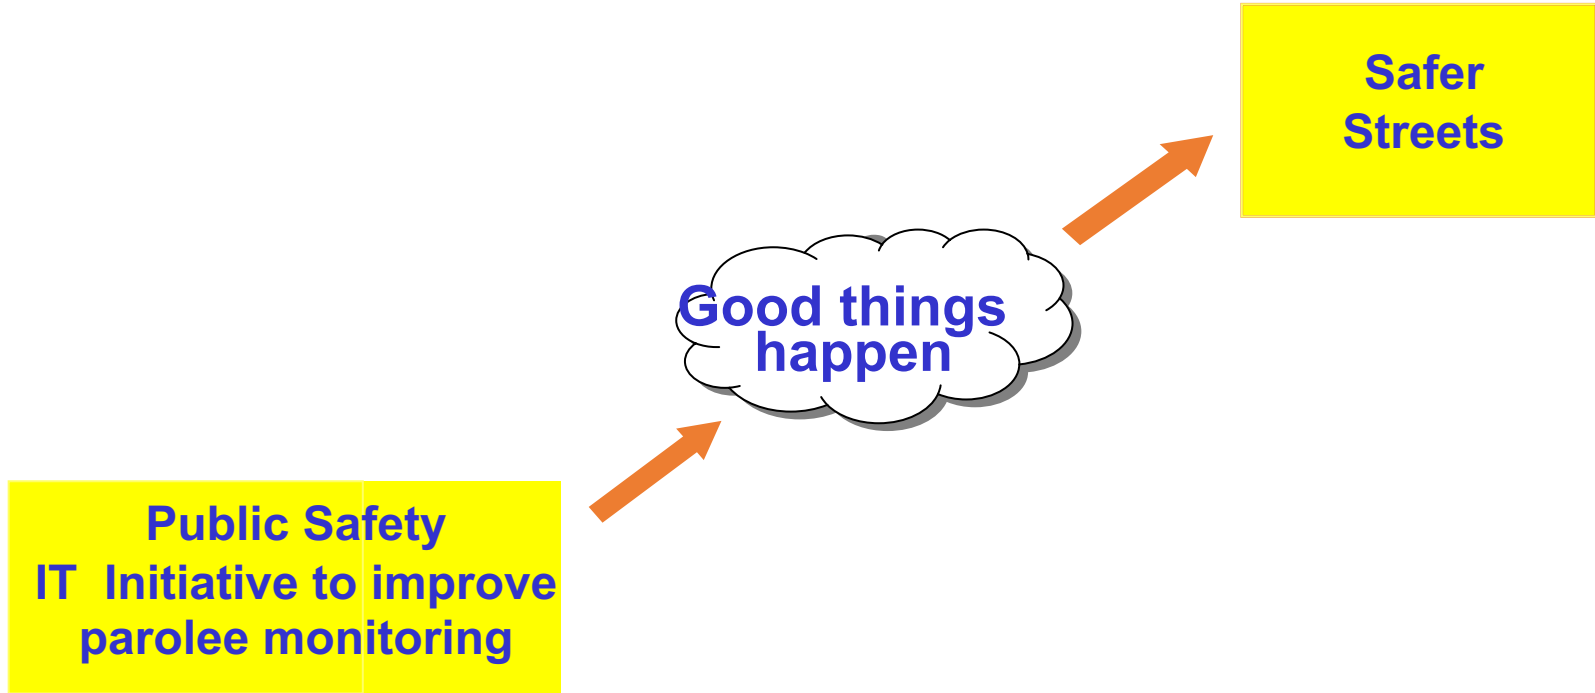 Safer
Streets
Good things
happen
Public Safety
IT  Initiative to improve
parolee monitoring